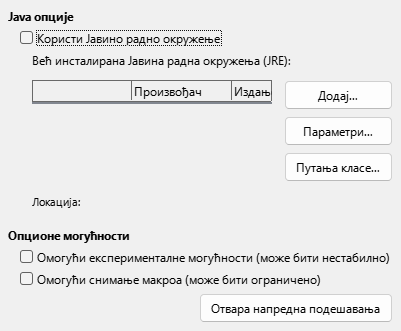 Java опције
Користи Јавино радно окружење
Већ инсталирана Јавина радна окружења (JRE):
Произвођач Издањ
Додај...
Параметри...
Путања класе...
Локација:
Опционе могућности
Омогући експерименталне могућности (може бити нестабилно)
Омогући снимање макроа (може бити ограничено)
Отвара напредна подешавања